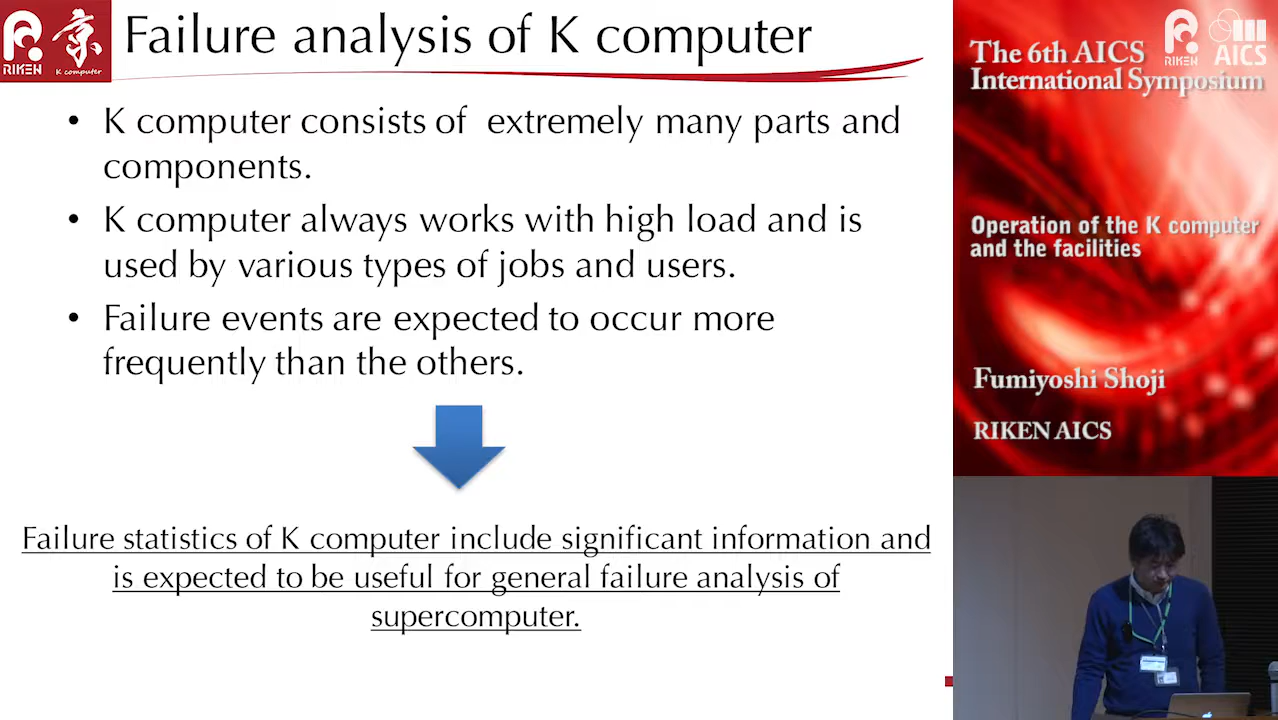 RIKEN
京
K computer
Failure analysis of K computer
• K computer consists of extremely many parts and
components.
• K computer always works with high load and is
used by various types of jobs and users.
• Failure events are expected to occur more
frequently than the others.
Failure statistics of K computer include significant information and
is expected to be useful for general failure analysis of
supercomputer.
The 6th AICS
International Symposium
RIKEN
AICS
Operation of the K computer
and the facilities
Fumiyoshi Shoji
RIKEN AICS